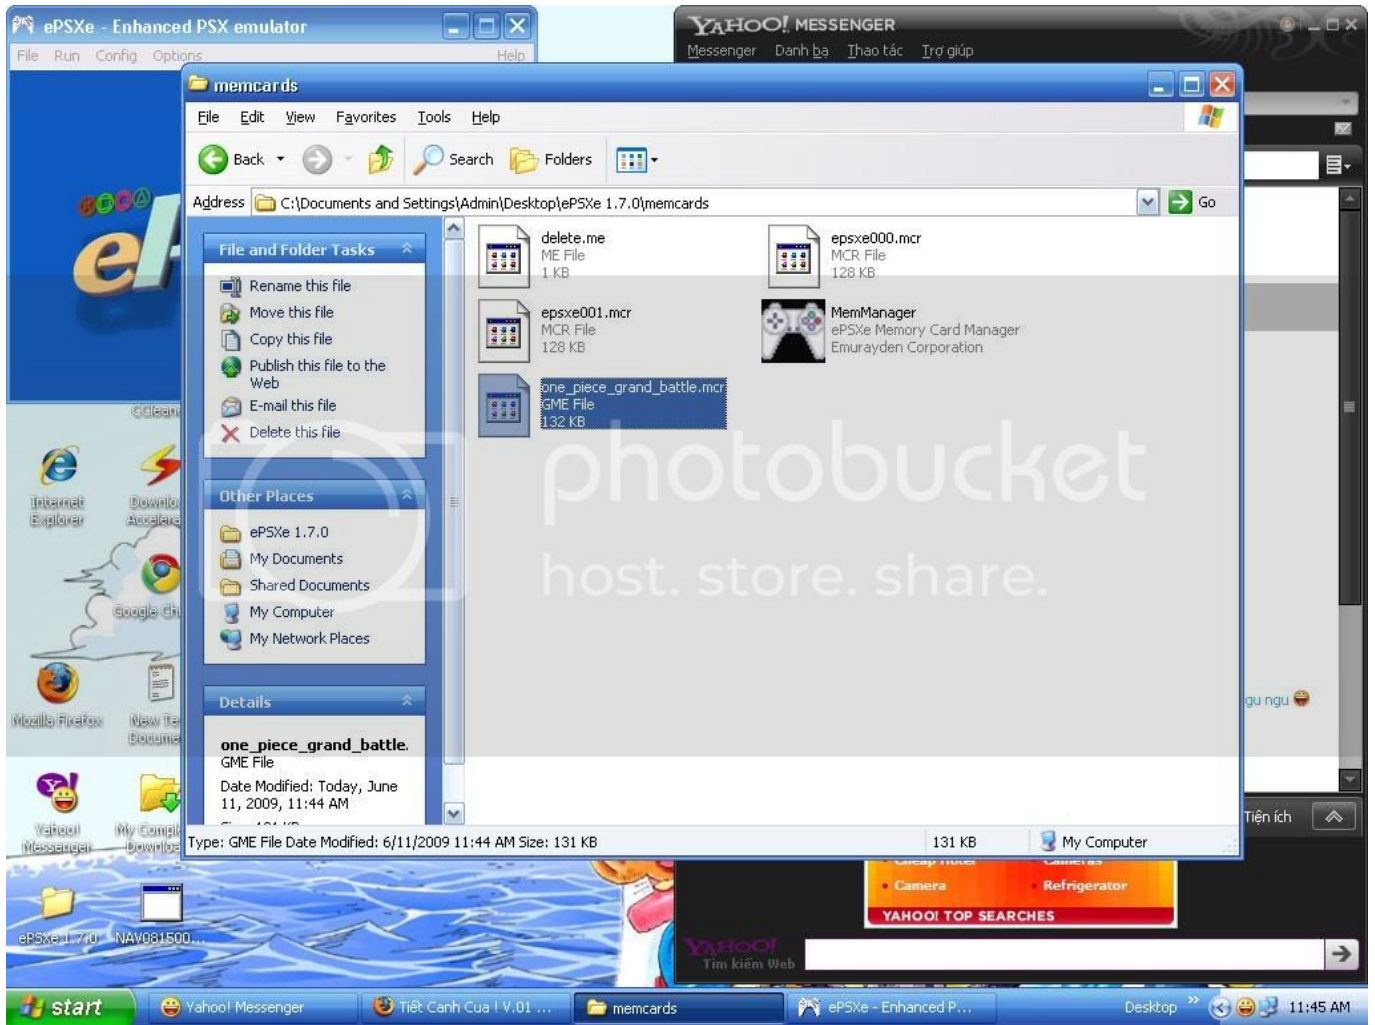 ePSXe - Enhanced PSX emulator
File Run Config Options Help
YAHOO! MESSENGER
Messenger Danh bạ Thao tác Trợ giúp
memcards
File Edit View Favorites Tools Help
Back Search Folders
Address C:\Documents and Settings\Admin\Desktop\ePSXe 1.7.0\memcards Go
File and Folder Tasks
Rename this file
Move this file
Copy this file
Publish this file to the
Web
E-mail this file
Delete this file
Other Places
ePSXe 1.7.0
My Documents
Shared Documents
My Computer
My Network Places
Details
one_piece_grand_battle.
GME File
Date Modified: Today, June
11, 2009, 11:44 AM
delete.me
ME File
1 KB
epsxe000.mcr
MCR File
128 KB
epsxe001.mcr
MCR File
128 KB
MemManager
ePSXe Memory Card Manager
Emurayden Corporation
one_piece_grand_battle.mcr
GME File
132 KB
photobucket
host. store. share.
Type: GME File Date Modified: 6/11/2009 11:44 AM Size: 131 KB 131 KB My Computer
Internet
Explorer
Mozilla Firefox
Yahoo!
Messenger
ePSXe 1.7.0
NAV081500...
gu ngu
Tiện ích
Cheap Hotel Cameras
Camera Refrigerator
YAHOO! TOP SEARCHES
YAHOO!
Tìm kiếm Web
start Yahoo! Messenger Tiết Canh Cua ! V.01 ... memcards ePSXe - Enhanced P... Desktop » 11:45 AM